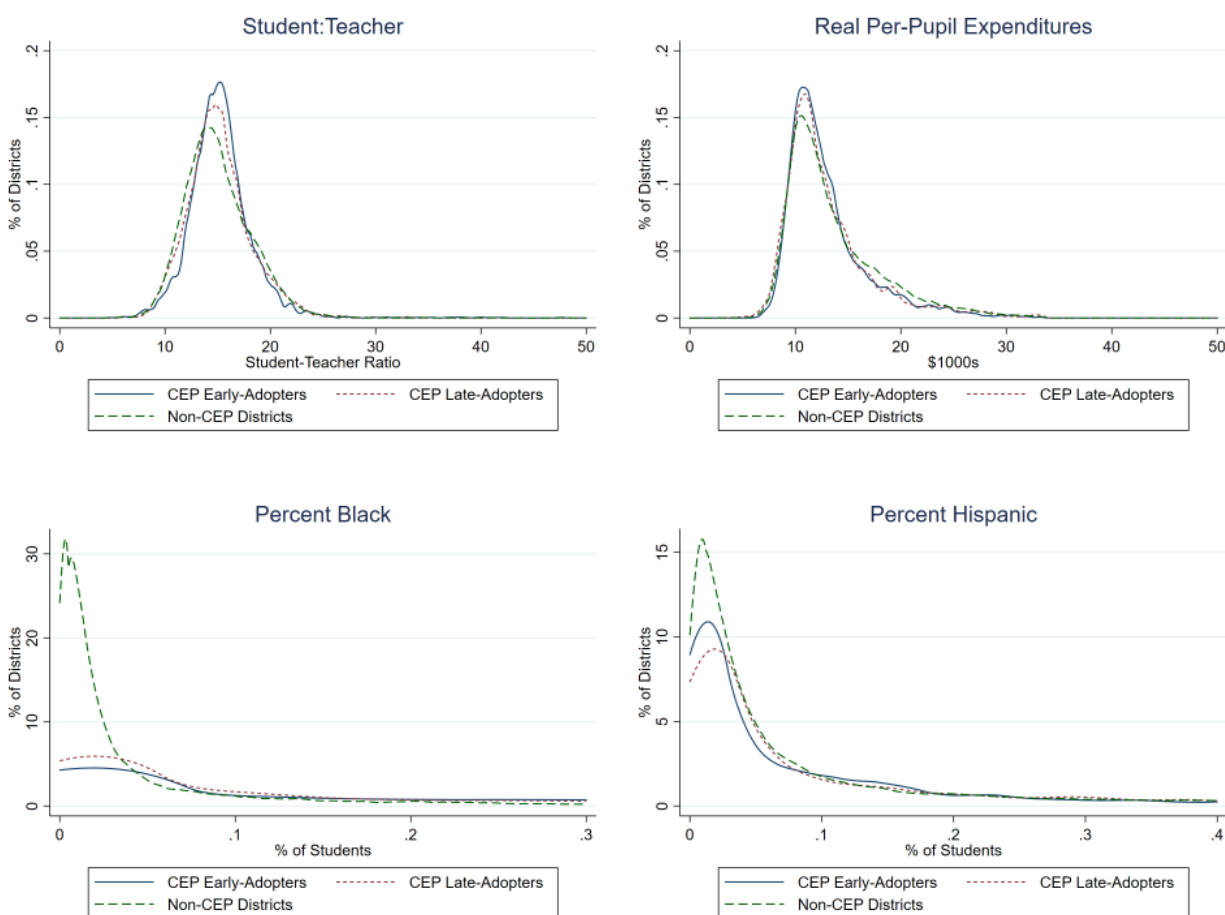 Student:Teacher
% of Districts
.2
.15
.1
.05
0
0 10 20 30 40 50
Student-Teacher Ratio
CEP Early-Adopters CEP Late-Adopters
Non-CEP Districts
Real Per-Pupil Expenditures
% of Districts
.2
.15
.1
.05
0
0 10 20 30 40 50
$1000s
CEP Early-Adopters CEP Late-Adopters
Non-CEP Districts
Percent Black
% of Districts
30
20
10
0
0 .1 .2 .3
% of Students
CEP Early-Adopters CEP Late-Adopters
Non-CEP Districts
Percent Hispanic
% of Districts
15
10
5
0
0 .1 .2 .3 .4
% of Students
CEP Early-Adopters CEP Late-Adopters
Non-CEP Districts